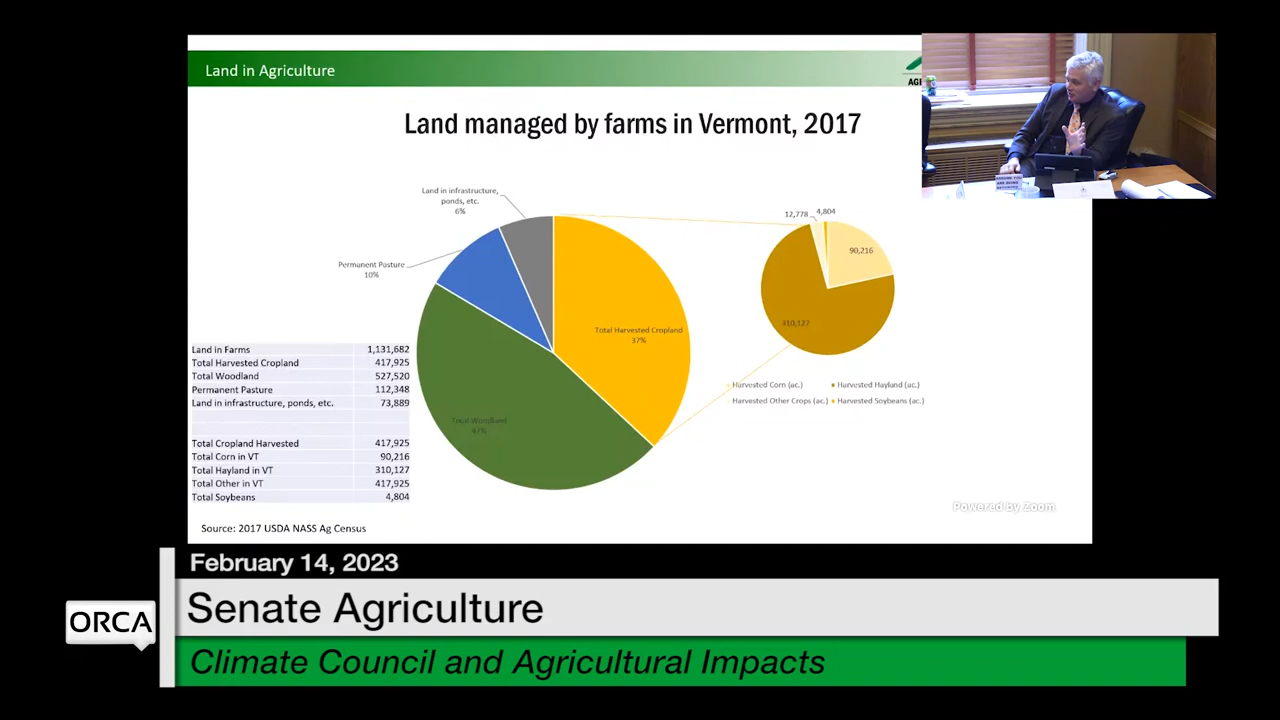 Land in Agriculture
Land managed by farms in Vermont, 2017
Land in infrastructure,
ponds, etc.
6%
Permanent Pasture
10%
Total Harvested Cropland
37%
Total Woodland
47%
12,778
4,804
90,216
310,127
Harvested Corn (ac.)
Harvested Hayland (ac.)
Harvested Other Crops (ac.)
Harvested Soybeans (ac.)
Land in Farms 1,131,682
Total Harvested Cropland 417,925
Total Woodland 527,520
Permanent Pasture 112,348
Land in infrastructure, ponds, etc. 73,889
Total Cropland Harvested 417,925
Total Corn in VT 90,216
Total Hayland in VT 310,127
Total Other in VT 417,925
Total Soybeans 4,804
Source: 2017 USDA NASS Ag Census
Powered by Zoom
February 14, 2023
ORCA
Senate Agriculture
Climate Council and Agricultural Impacts